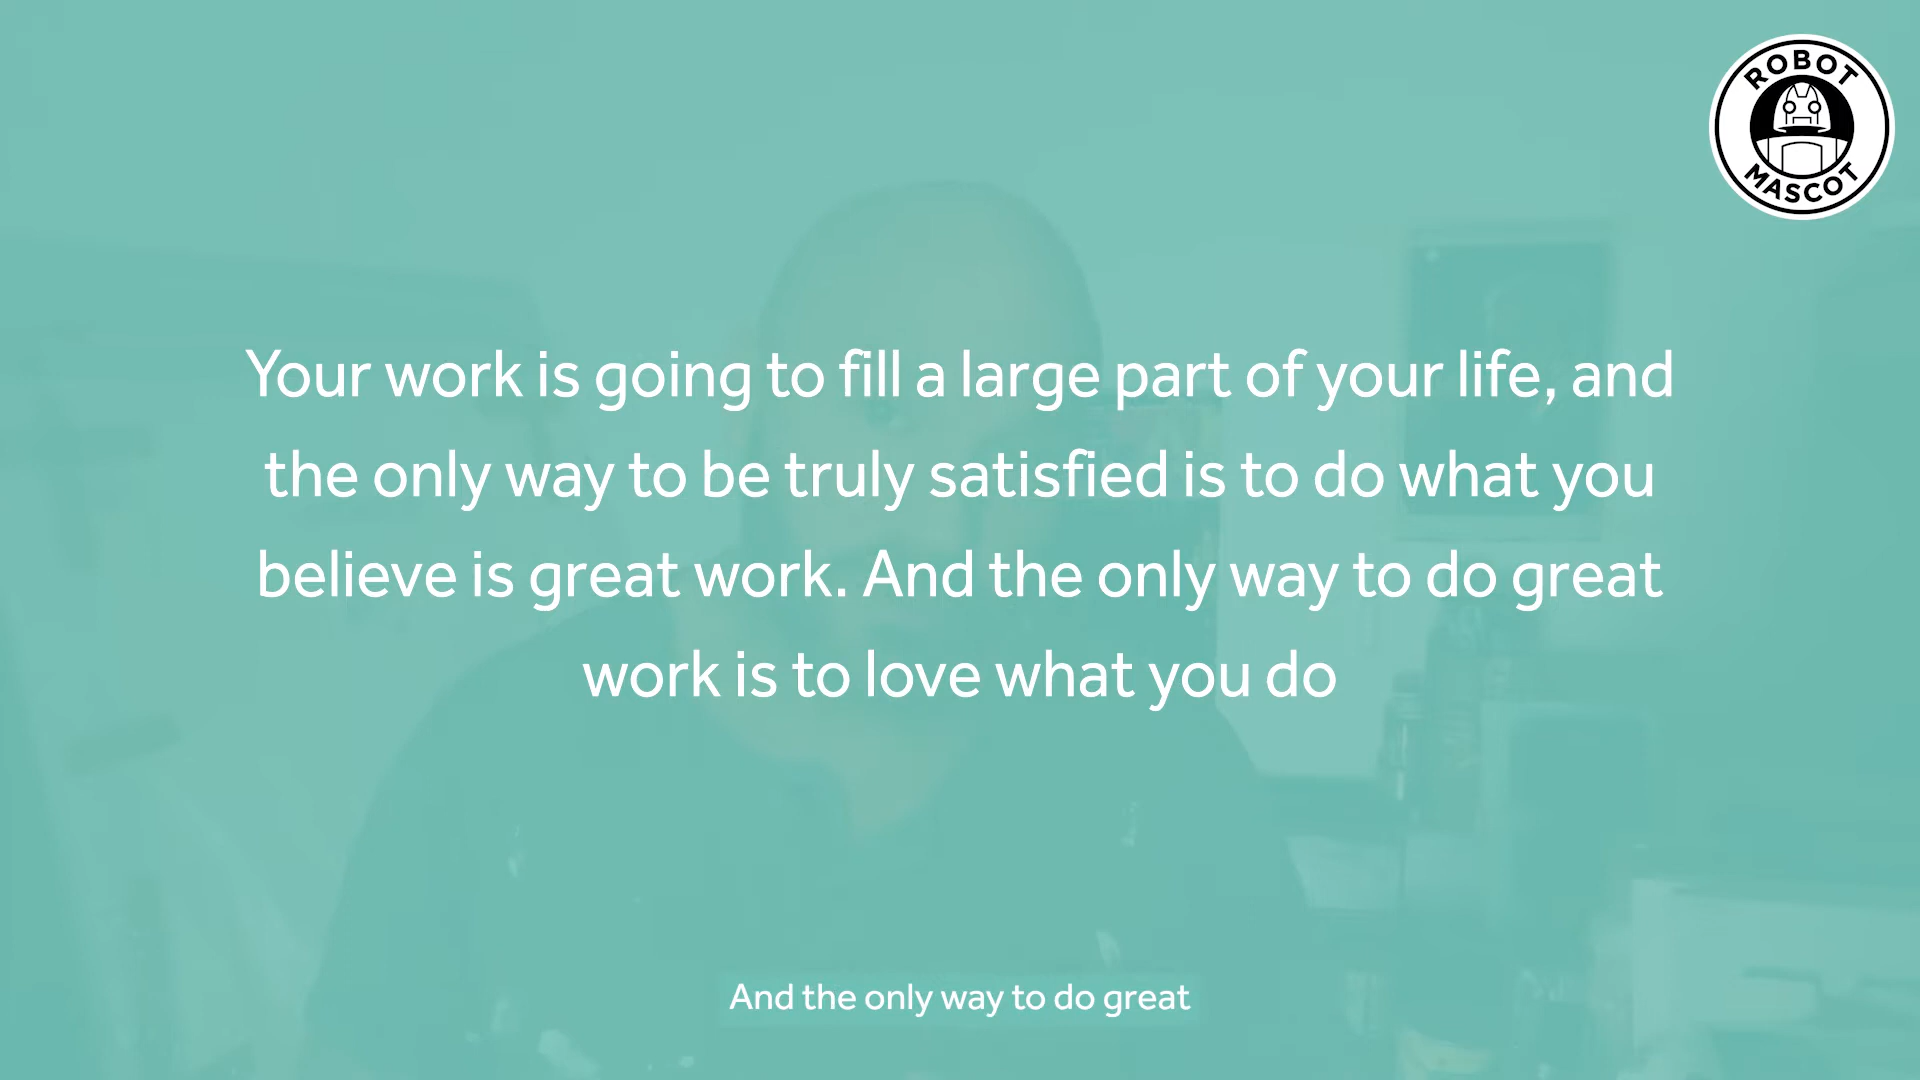 ROBOT
MASCOT
Your work is going to fill a large part of your life, and
the only way to be truly satisfied is to do what you
believe is great work. And the only way to do great
work is to love what you do
And the only way to do great